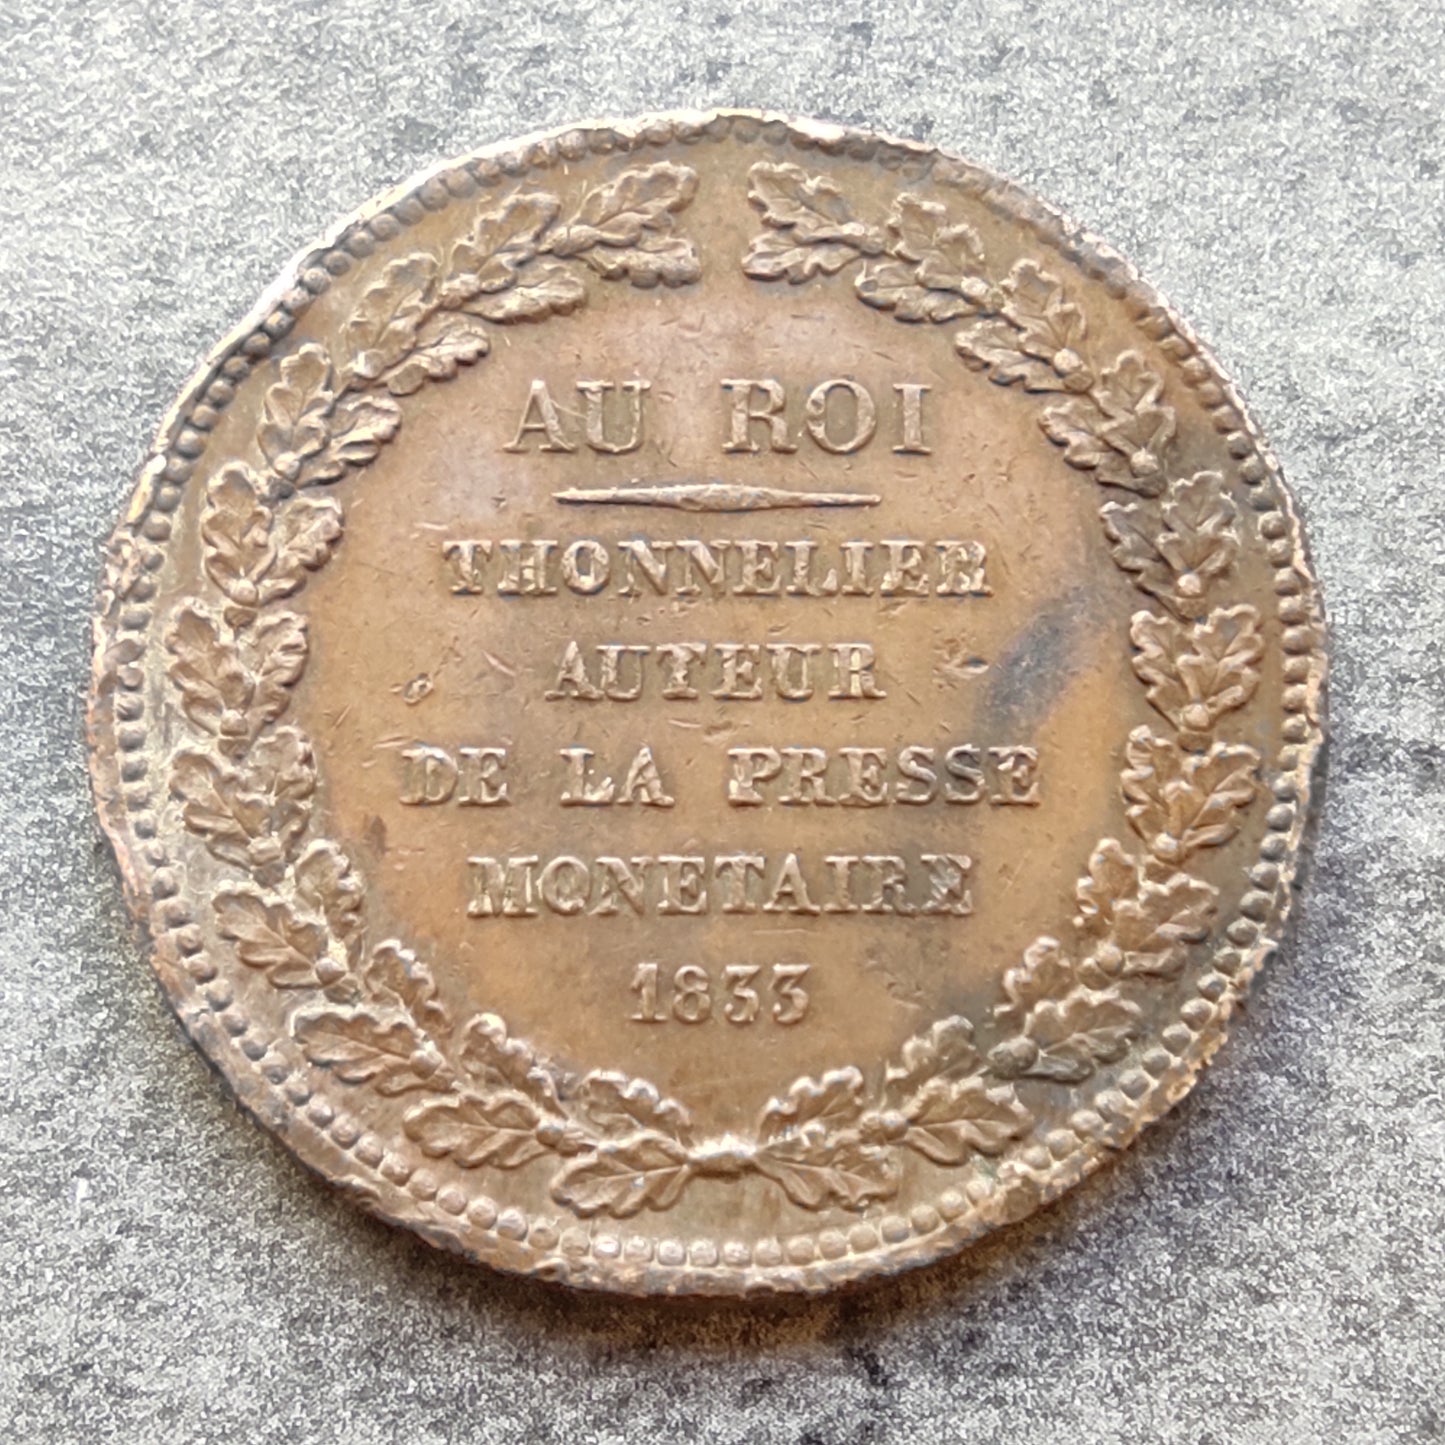 AU ROI
THONNELIER
AUTEUR
DE LA PRESSE
MONETAIRE
1833